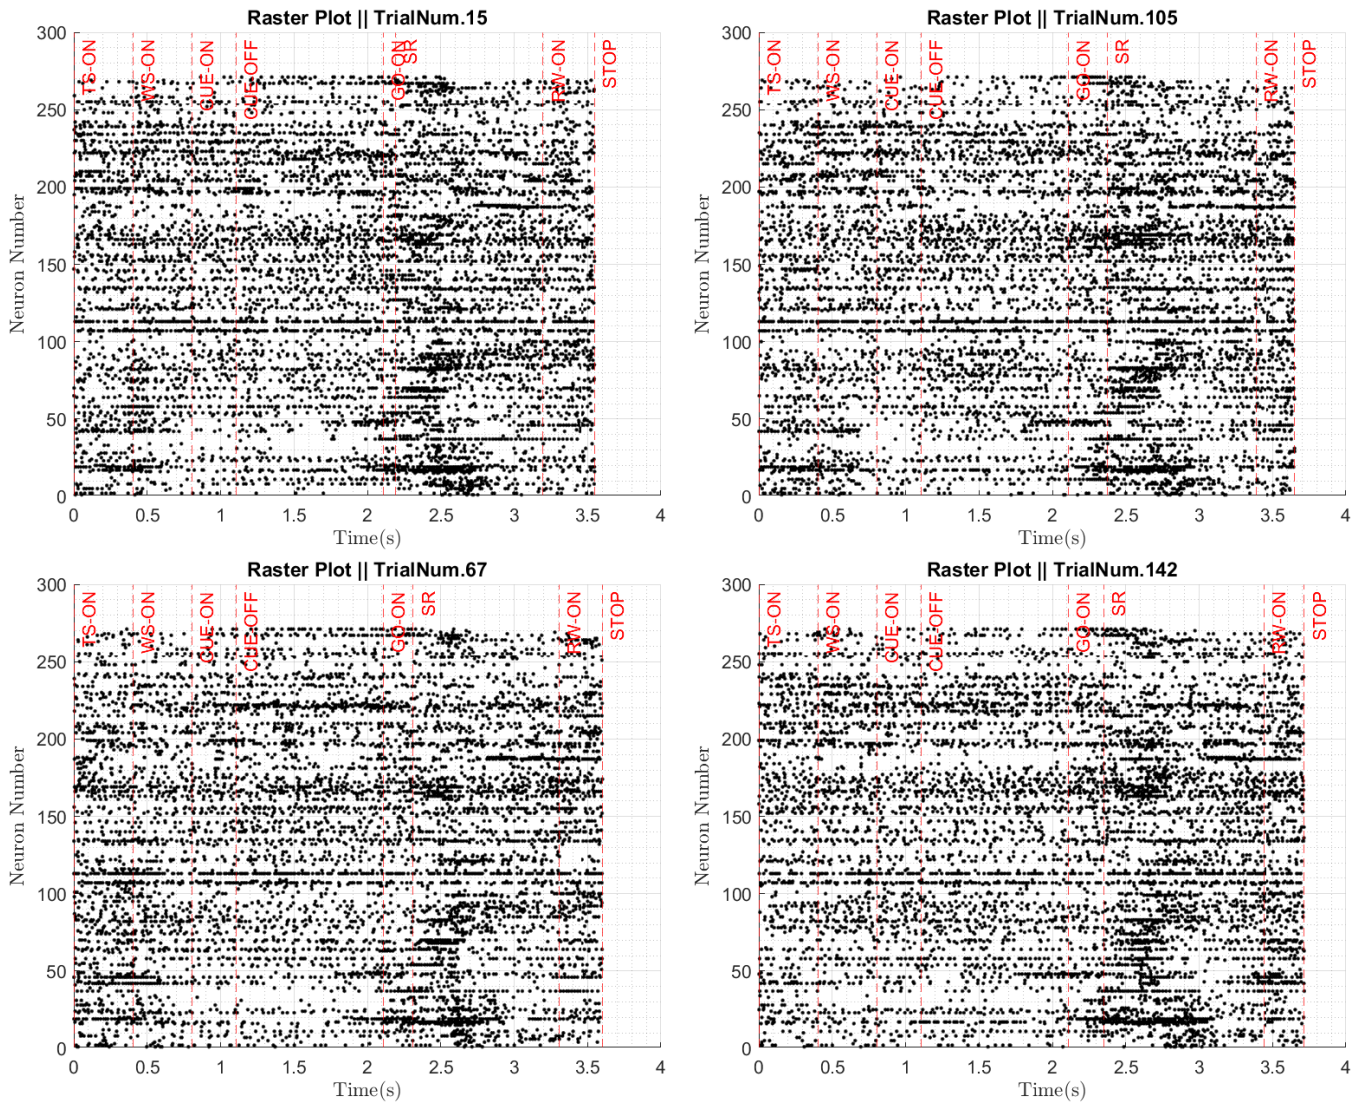 Raster Plot || TrialNum.15
TS-ON
WS-ON
CUE-ON
CUE-OFF
GO-ON
SR
RW-ON
STOP
300
250
200
150
100
50
0
Neuron Number
0 0.5 1 1.5 2 2.5 3 3.5 4
Time(s)
Raster Plot || TrialNum.105
TS-ON
WS-ON
CUE-ON
CUE-OFF
GO-ON
SR
RW-ON
STOP
300
250
200
150
100
50
0
Neuron Number
0 0.5 1 1.5 2 2.5 3 3.5 4
Time(s)
Raster Plot || TrialNum.67
TS-ON
WS-ON
CUE-ON
CUE-OFF
GO-ON
SR
RW-ON
STOP
300
250
200
150
100
50
0
Neuron Number
0 0.5 1 1.5 2 2.5 3 3.5 4
Time(s)
Raster Plot || TrialNum.142
TS-ON
WS-ON
CUE-ON
CUE-OFF
GO-ON
SR
RW-ON
STOP
300
250
200
150
100
50
0
Neuron Number
0 0.5 1 1.5 2 2.5 3 3.5 4
Time(s)